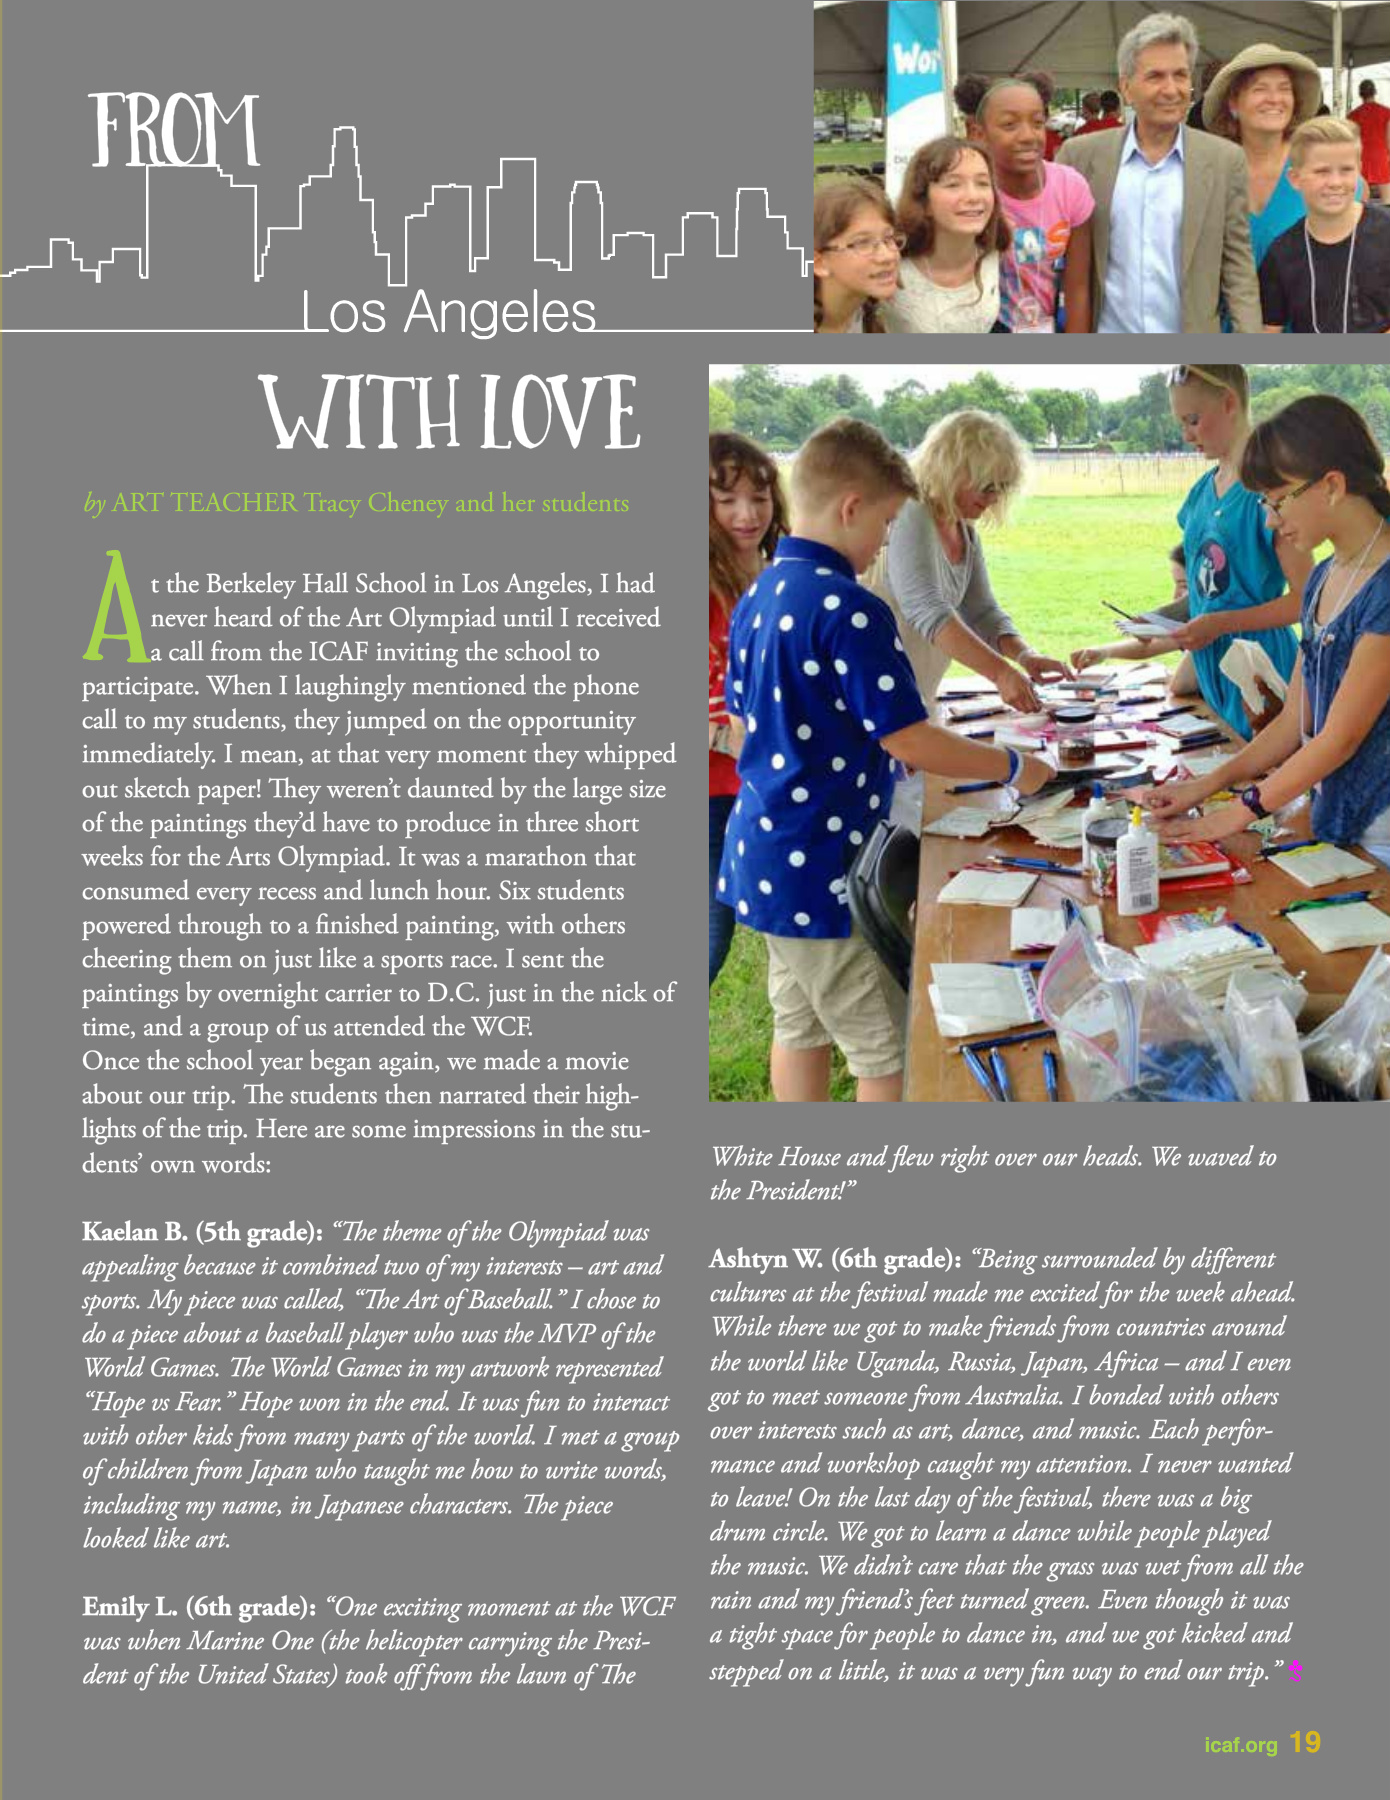 FROM
Los Angeles
WITH LOVE
by ART TEACHER Tracy Cheney and her students
At the Berkeley Hall School in Los Angeles, I had
never heard of the Art Olympiad until I received
a call from the ICAF inviting the school to
participate. When I laughingly mentioned the phone
call to my students, they jumped on the opportunity
immediately. I mean, at that very moment they whipped
out sketch paper! They weren't daunted by the large size
of the paintings they'd have to produce in three short
weeks for the Arts Olympiad. It was a marathon that
consumed every recess and lunch hour. Six students
powered through to a finished painting, with others
cheering them on just like a sports race. I sent the
paintings by overnight carrier to D.C. just in the nick of
time, and a group of us attended the WCF.
Once the school year began again, we made a movie
about our trip. The students then narrated their high-
lights of the trip. Here are some impressions in the stu-
dents' own words:
Kaelan B. (5th grade): “The theme of the Olympiad was
appealing because it combined two of my interests – art and
sports. My piece was called, “The Art of Baseball.” I chose to
do a piece about a baseball player who was the MVP of the
World Games. The World Games in my artwork represented
“Hope vs Fear.” Hope won in the end. It was fun to interact
with other kids from many parts of the world. I met a group
of children from Japan who taught me how to write words,
including my name, in Japanese characters. The piece
looked like art.
Emily L. (6th grade): “One exciting moment at the WCF
was when Marine One (the helicopter carrying the Presi-
dent of the United States) took off from the lawn of The
White House and flew right over our heads. We waved to
the President!”
Ashtyn W. (6th grade): “Being surrounded by different
cultures at the festival made me excited for the week ahead.
While there we got to make friends from countries around
the world like Uganda, Russia, Japan, Africa – and I even
got to meet someone from Australia. I bonded with others
over interests such as art, dance, and music. Each perfor-
mance and workshop caught my attention. I never wanted
to leave! On the last day of the festival, there was a big
drum circle. We got to learn a dance while people played
the music. We didn't care that the grass was wet from all the
rain and my friend's feet turned green. Even though it was
a tight space for people to dance in, and we got kicked and
stepped on a little, it was a very fun way to end our trip.”
icaf.org 19